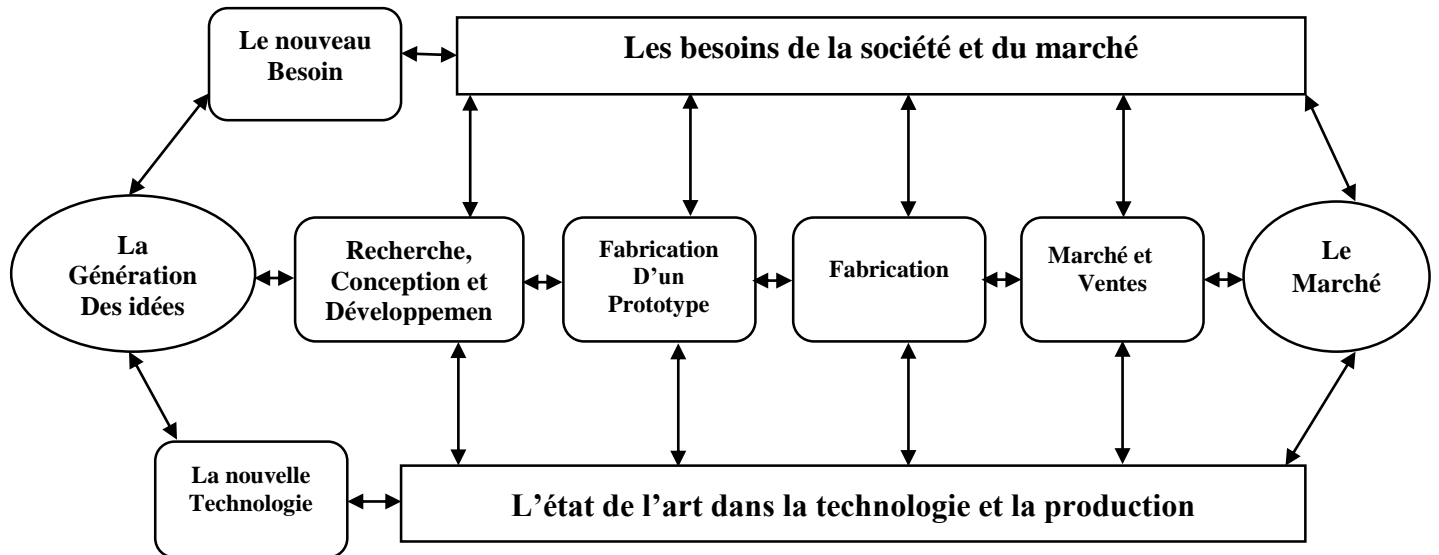 Le nouveau
Besoin
Les besoins de la société et du marché
La
Génération
Des idées
Recherche,
Conception et
Développemen
Fabrication
D’un
Prototype
Fabrication
Marché et
Ventes
Le
Marché
La nouvelle
Technologie
L’état de l’art dans la technologie et la production